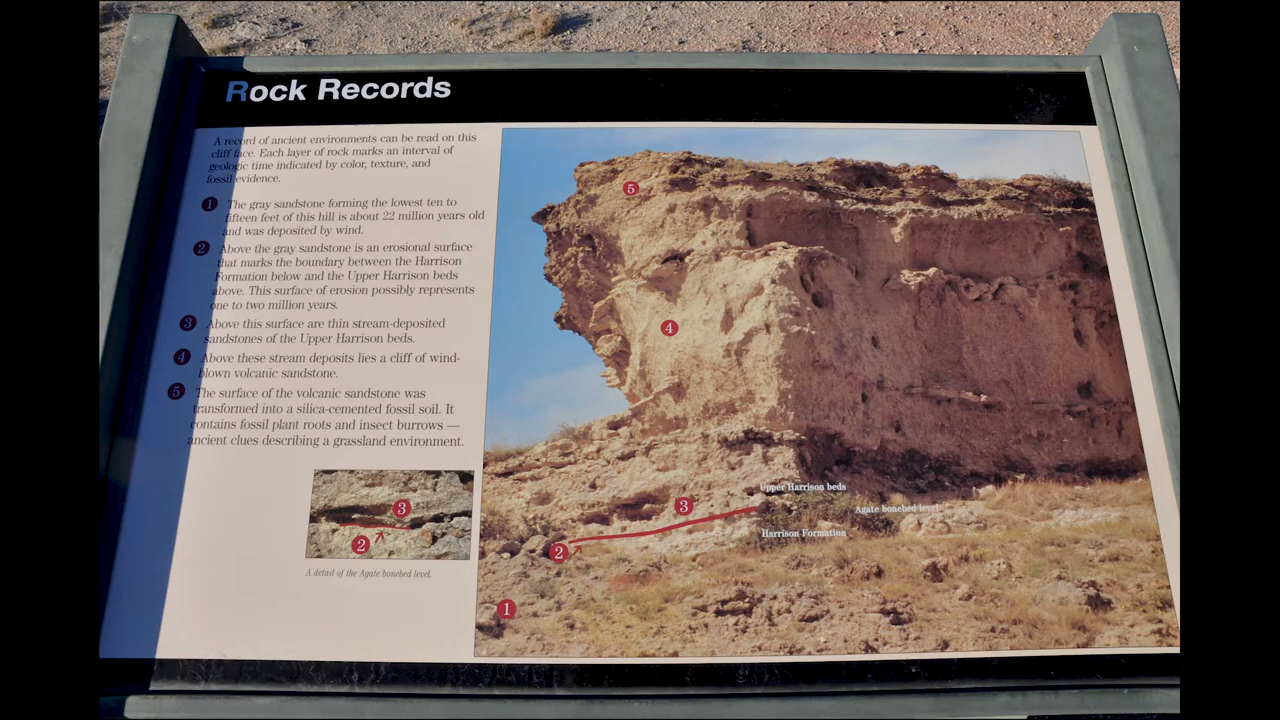 Rock Records
A record of ancient environments can be read on this
cliff face. Each layer of rock marks an interval of
geologic time indicated by color, texture, and
fossil evidence.
1 The gray sandstone forming the lowest ten to
fifteen feet of this hill is about 22 million years old
and was deposited by wind.
2 Above the gray sandstone is an erosional surface
that marks the boundary between the Harrison
Formation below and the Upper Harrison beds
above. This surface of erosion possibly represents
one to two million years.
3 Above this surface are thin stream-deposited
sandstones of the Upper Harrison beds.
4 Above these stream deposits lies a cliff of wind-
blown volcanic sandstone.
5 The surface of the volcanic sandstone was
transformed into a silica-cemented fossil soil. It
contains fossil plant roots and insect burrows —
ancient clues describing a grassland environment.
3
2
A detail of the Agate bonebed level.
5
4
Upper Harrison beds
3
Agate bonebed level
Harrison Formation
2
1